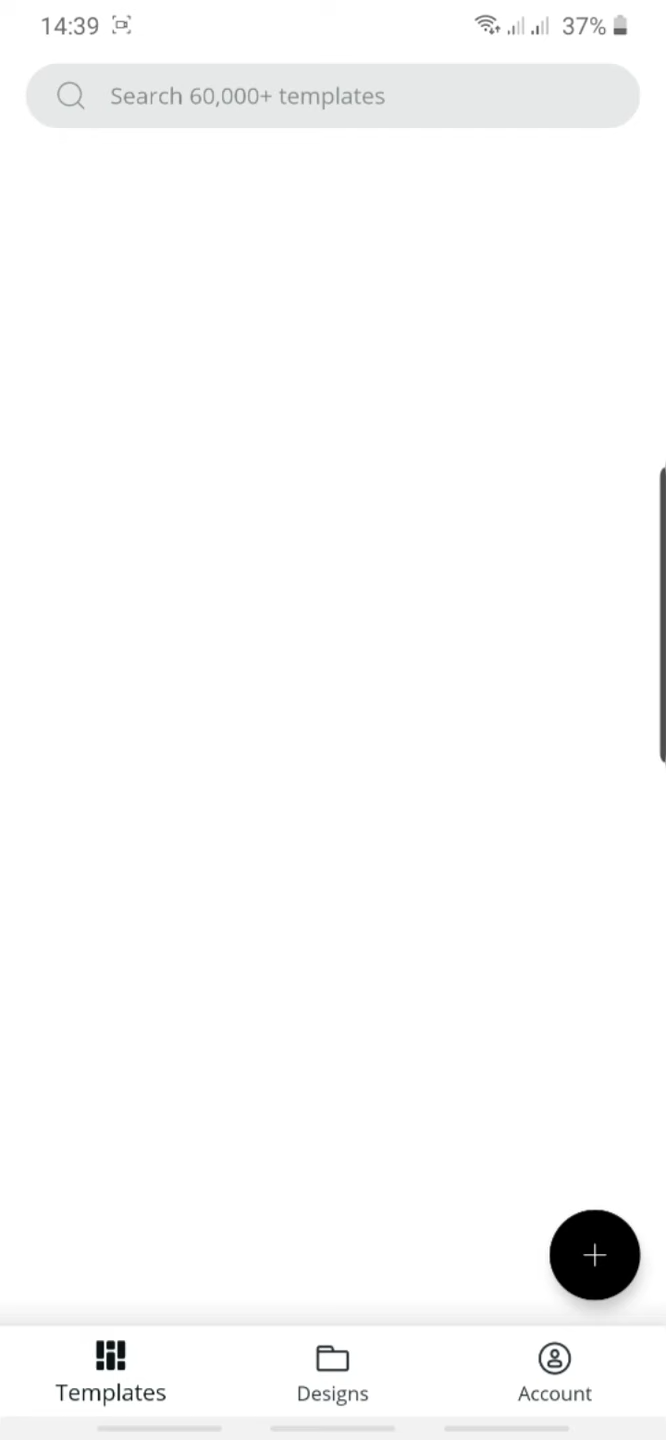 14:39
37%
Search 60,000+ templates
Templates
Designs
Account